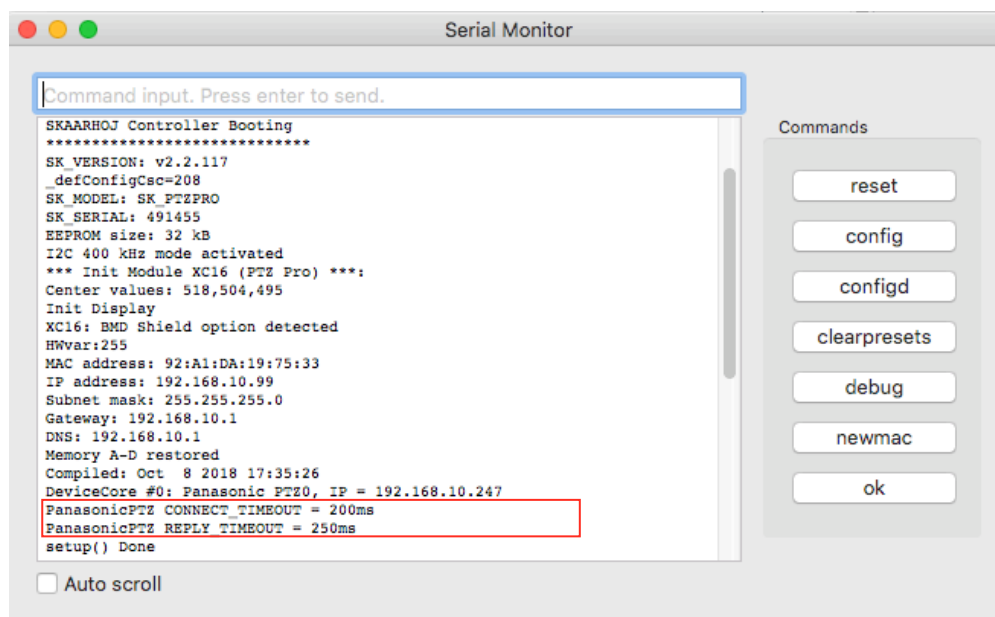 Serial Monitor
Command input. Press enter to send.
SKAARHOJ Controller Booting
*****************************
SK_VERSION: v2.2.117
_defConfigCsc=208
SK_MODEL: SK_PTZPRO
SK_SERIAL: 491455
EEPROM size: 32 kB
I2C 400 kHz mode activated
*** Init Module XC16 (PTZ Pro) ***:
Center values: 518,504,495
Init Display
XC16: BMD Shield option detected
HWvar:255
MAC address: 92:A1:DA:19:75:33
IP address: 192.168.10.99
Subnet mask: 255.255.255.0
Gateway: 192.168.10.1
DNS: 192.168.10.1
Memory A-D restored
Compiled: Oct  8 2018 17:35:26
DeviceCore #0: Panasonic PTZ0, IP = 192.168.10.247
PanasonicPTZ CONNECT_TIMEOUT = 200ms
PanasonicPTZ REPLY_TIMEOUT = 250ms
setup() Done
Auto scroll
Commands
reset
config
configd
clearpresets
debug
newmac
ok